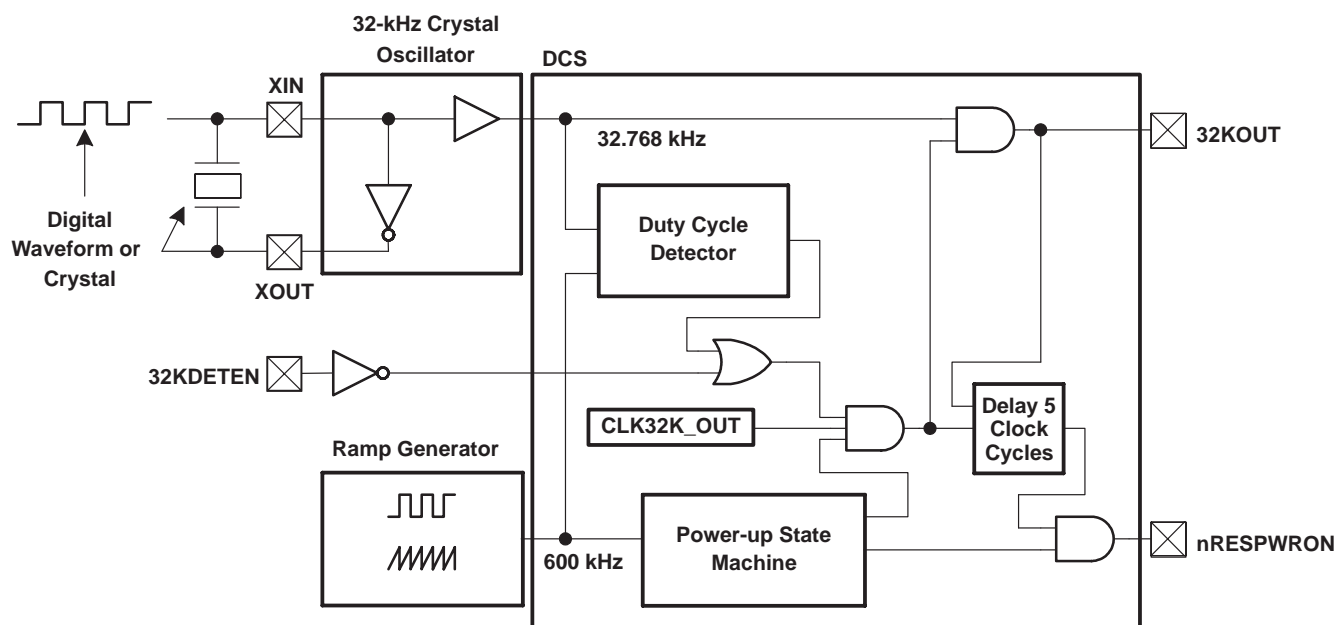 32-kHz Crystal
Oscillator
DCS
XIN
32.768 kHz
32KOUT
Digital
Waveform or
Crystal
XOUT
Duty Cycle
Detector
32KDETEN
CLK32K_OUT
Delay 5
Clock
Cycles
Ramp Generator
600 kHz
Power-up State
Machine
nRESPWRON